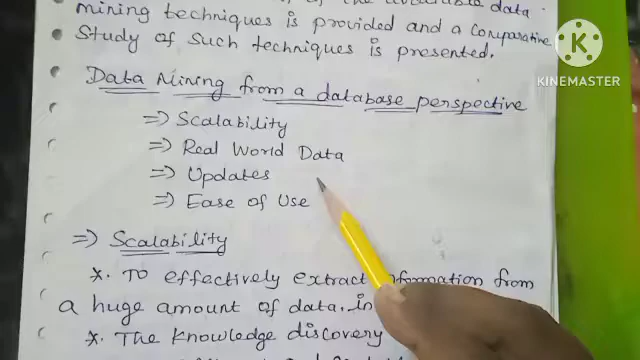 mining techniques is provided and a comparative
Study of such techniques is presented.
Data Mining from a database perspective
=> Scalability
=> Real World Data
=> Updates
=> Ease of Use
=> Scalability
*. To effectively extract information from
a huge amount of data in
*. The knowledge discovery
KINEMASTER